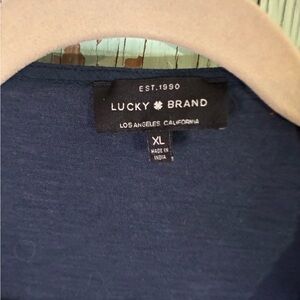 EST. 1990
LUCKY BRAND
LOS ANGELES, CALIFORNIA
XL
MADE IN
INDIA